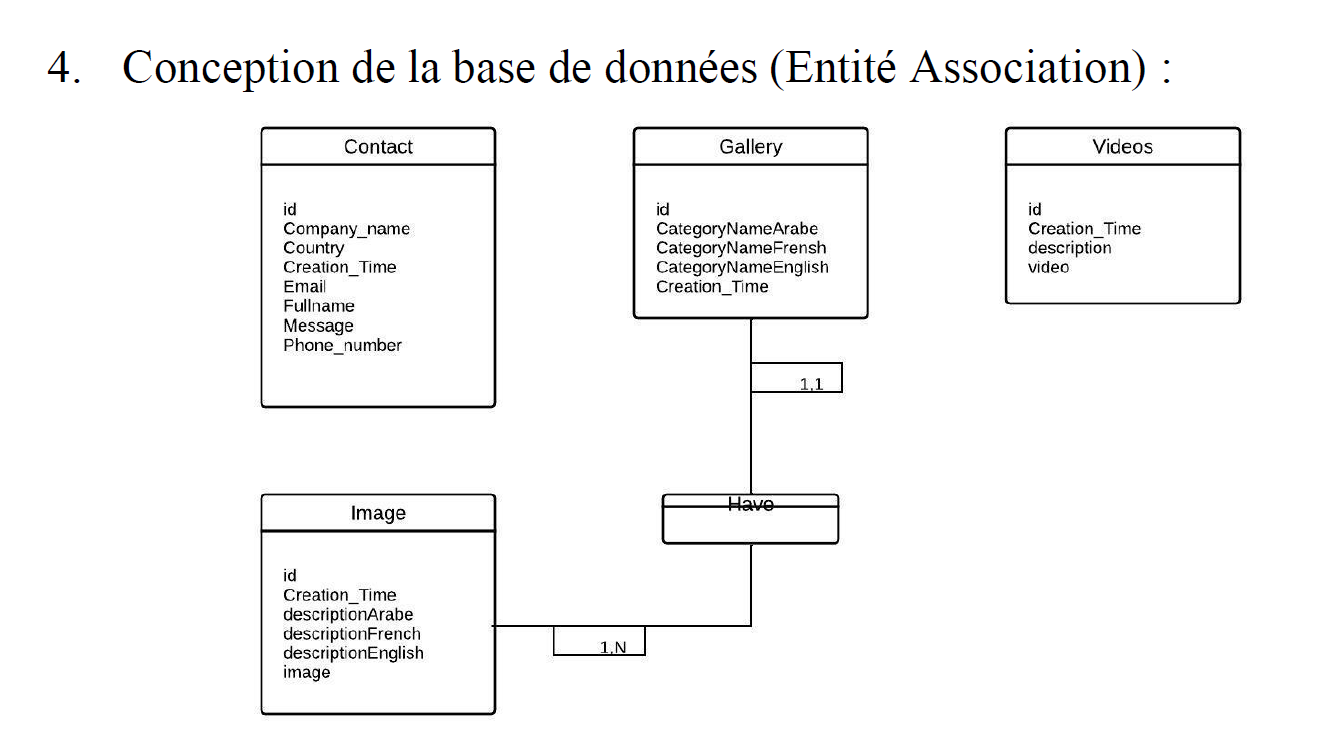 4. Conception de la base de données (Entité Association) :
Contact
id
Company_name
Country
Creation_Time
Email
Fullname
Message
Phone_number
Gallery
id
CategoryNameArabe
CategoryNameFrensh
CategoryNameEnglish
Creation_Time
Videos
id
Creation_Time
description
video
1,1
Have
Image
id
Creation_Time
descriptionArabe
descriptionFrench
descriptionEnglish
image
1,N